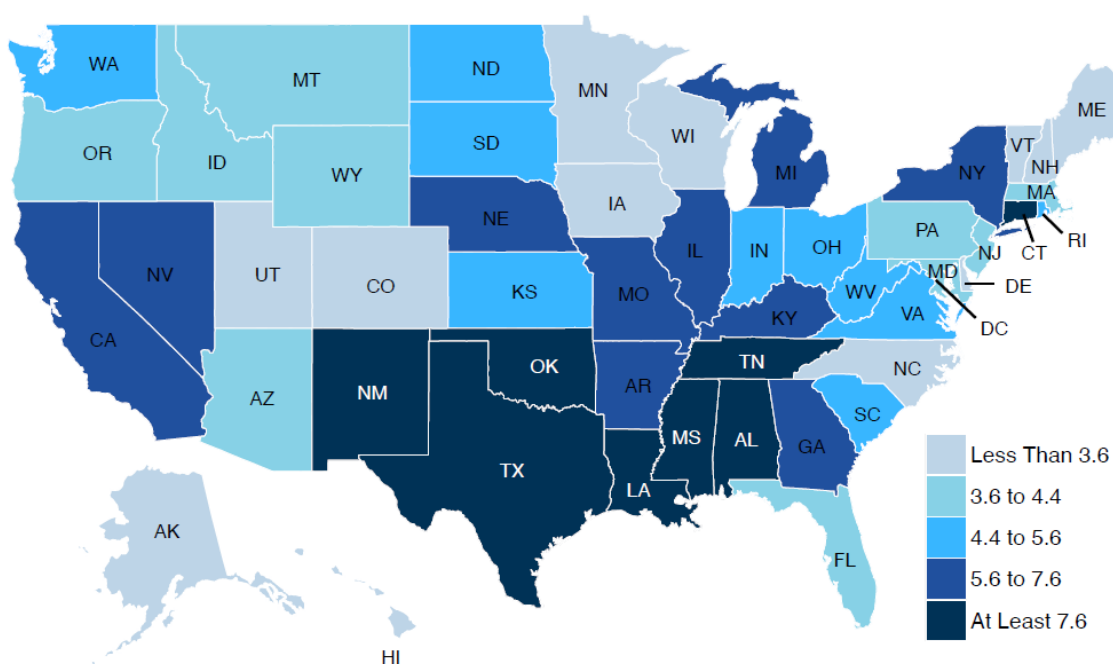 WA
MT
ND
MN
ME
OR
ID
WY
SD
WI
MI
VT
NH
NY
MA
NV
UT
CO
NE
IA
IL
IN
OH
PA
NJ
CT
RI
CA
KS
MO
KY
WV
VA
MD
DE
DC
AZ
NM
OK
AR
TN
NC
TX
LA
MS
AL
GA
SC
FL
AK
HI
Less Than 3.6
3.6 to 4.4
4.4 to 5.6
5.6 to 7.6
At Least 7.6